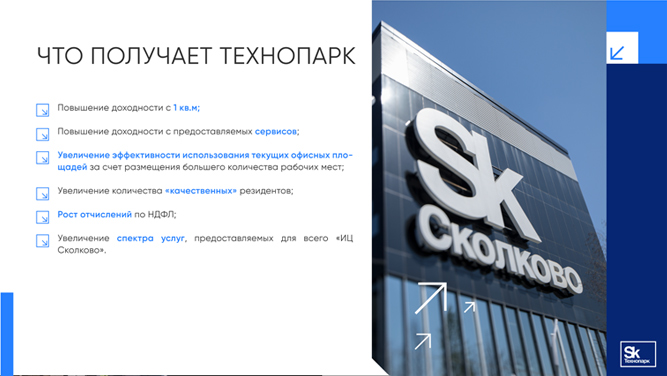 ЧТО ПОЛУЧАЕТ ТЕХНОПАРК
Повышение доходности с 1 кв.м;
Повышение доходности с предоставляемых сервисов;
Увеличение эффективности использования текущих офисных пло-
щадей за счет размещения большего количества рабочих мест;
Увеличение количества «качественных» резидентов;
Рост отчислений по НДФЛ;
Увеличение спектра услуг, предоставляемых для всего «ИЦ
Сколково».
Sk
Сколково
Sk
Технопарк